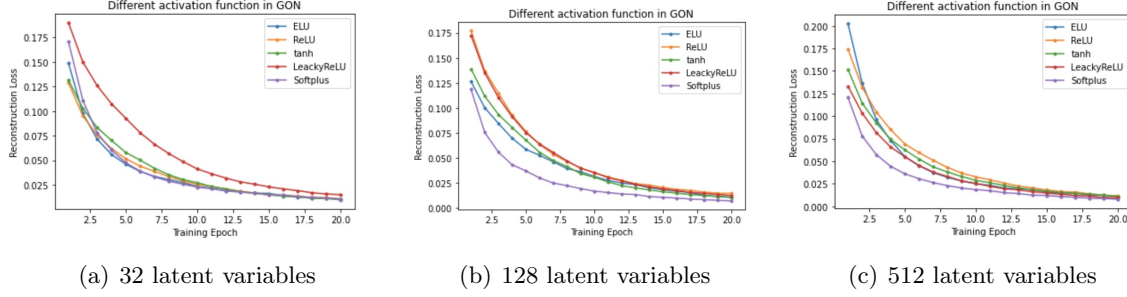 Different activation function in GON
Reconstruction Loss
0.175
0.150
0.125
0.100
0.075
0.050
0.025
2.5 5.0 7.5 10.0 12.5 15.0 17.5 20.0
Training Epoch
ELU
ReLU
tanh
LeackyReLU
Softplus
(a) 32 latent variables
Different activation function in GON
Reconstruction Loss
0.175
0.150
0.125
0.100
0.075
0.050
0.025
0.000
2.5 5.0 7.5 10.0 12.5 15.0 17.5 20.0
Training Epoch
ELU
ReLU
tanh
LeackyReLU
Softplus
(b) 128 latent variables
Different activation function in GON
Reconstruction Loss
0.200
0.175
0.150
0.125
0.100
0.075
0.050
0.025
0.000
2.5 5.0 7.5 10.0 12.5 15.0 17.5 20.0
Training Epoch
ELU
ReLU
tanh
LeackyReLU
Softplus
(c) 512 latent variables